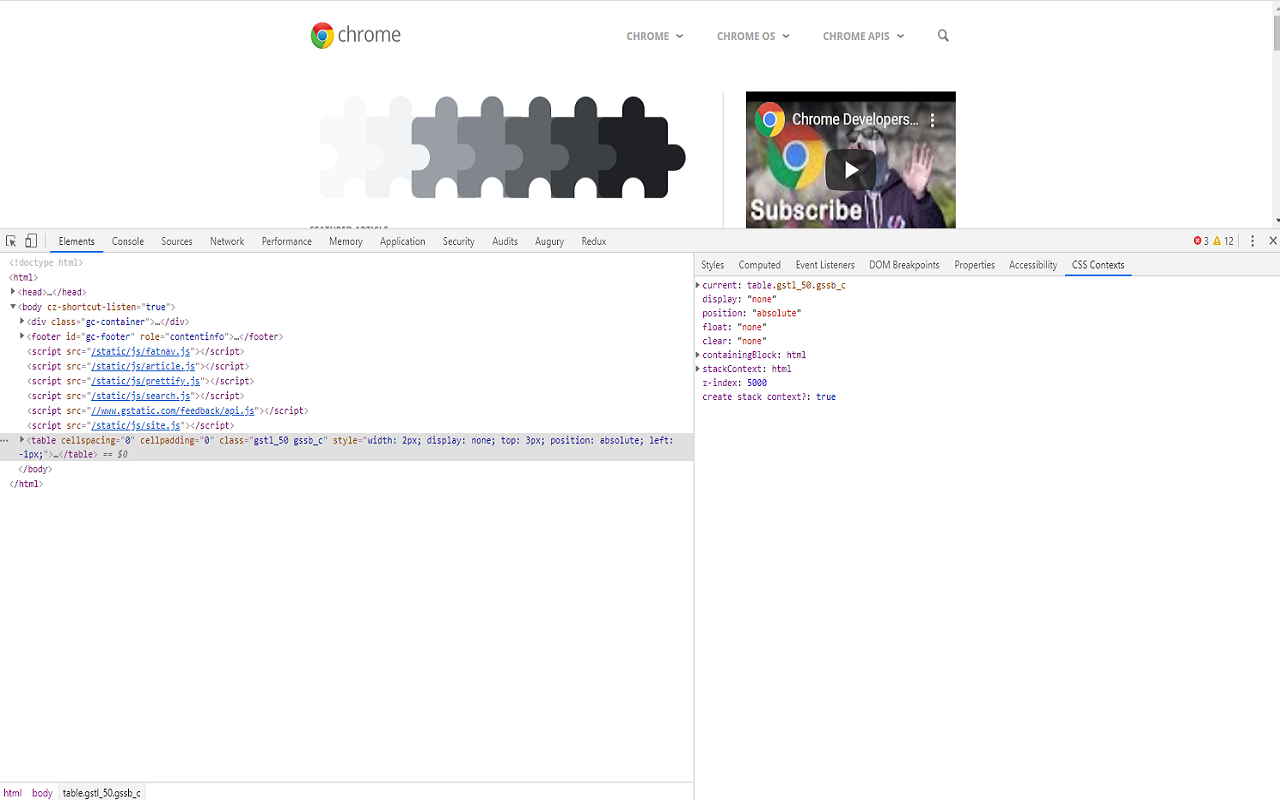 chrome
CHROME
CHROME OS
CHROME APIS
Chrome Developers...
Subscribe
FEATURED ARTICLE
Elements
Console
Sources
Network
Performance
Memory
Application
Security
Audits
Augury
Redux
3
12
<!doctype html>
<html>
<head>…</head>
<body cz-shortcut-listen="true">
<div class="gc-container">…</div>
<footer id="gc-footer" role="contentinfo">…</footer>
<script src="/static/js/fatnav.js"></script>
<script src="/static/js/article.js"></script>
<script src="/static/js/prettify.js"></script>
<script src="/static/js/search.js"></script>
<script src="//www.gstatic.com/feedback/api.js"></script>
<script src="/static/js/site.js"></script>
<table cellspacing="0" cellpadding="0" class="gstl_50 gssb_c" style="width: 2px; display: none; top: 3px; position: absolute; left:
-1px;">…</table> == $0
</body>
</html>
html
body
table.gstl_50.gssb_c
Styles
Computed
Event Listeners
DOM Breakpoints
Properties
Accessibility
CSS Contexts
current: table.gstl_50.gssb_c
display: "none"
position: "absolute"
float: "none"
clear: "none"
containingBlock: html
stackContext: html
z-index: 5000
create stack context?: true